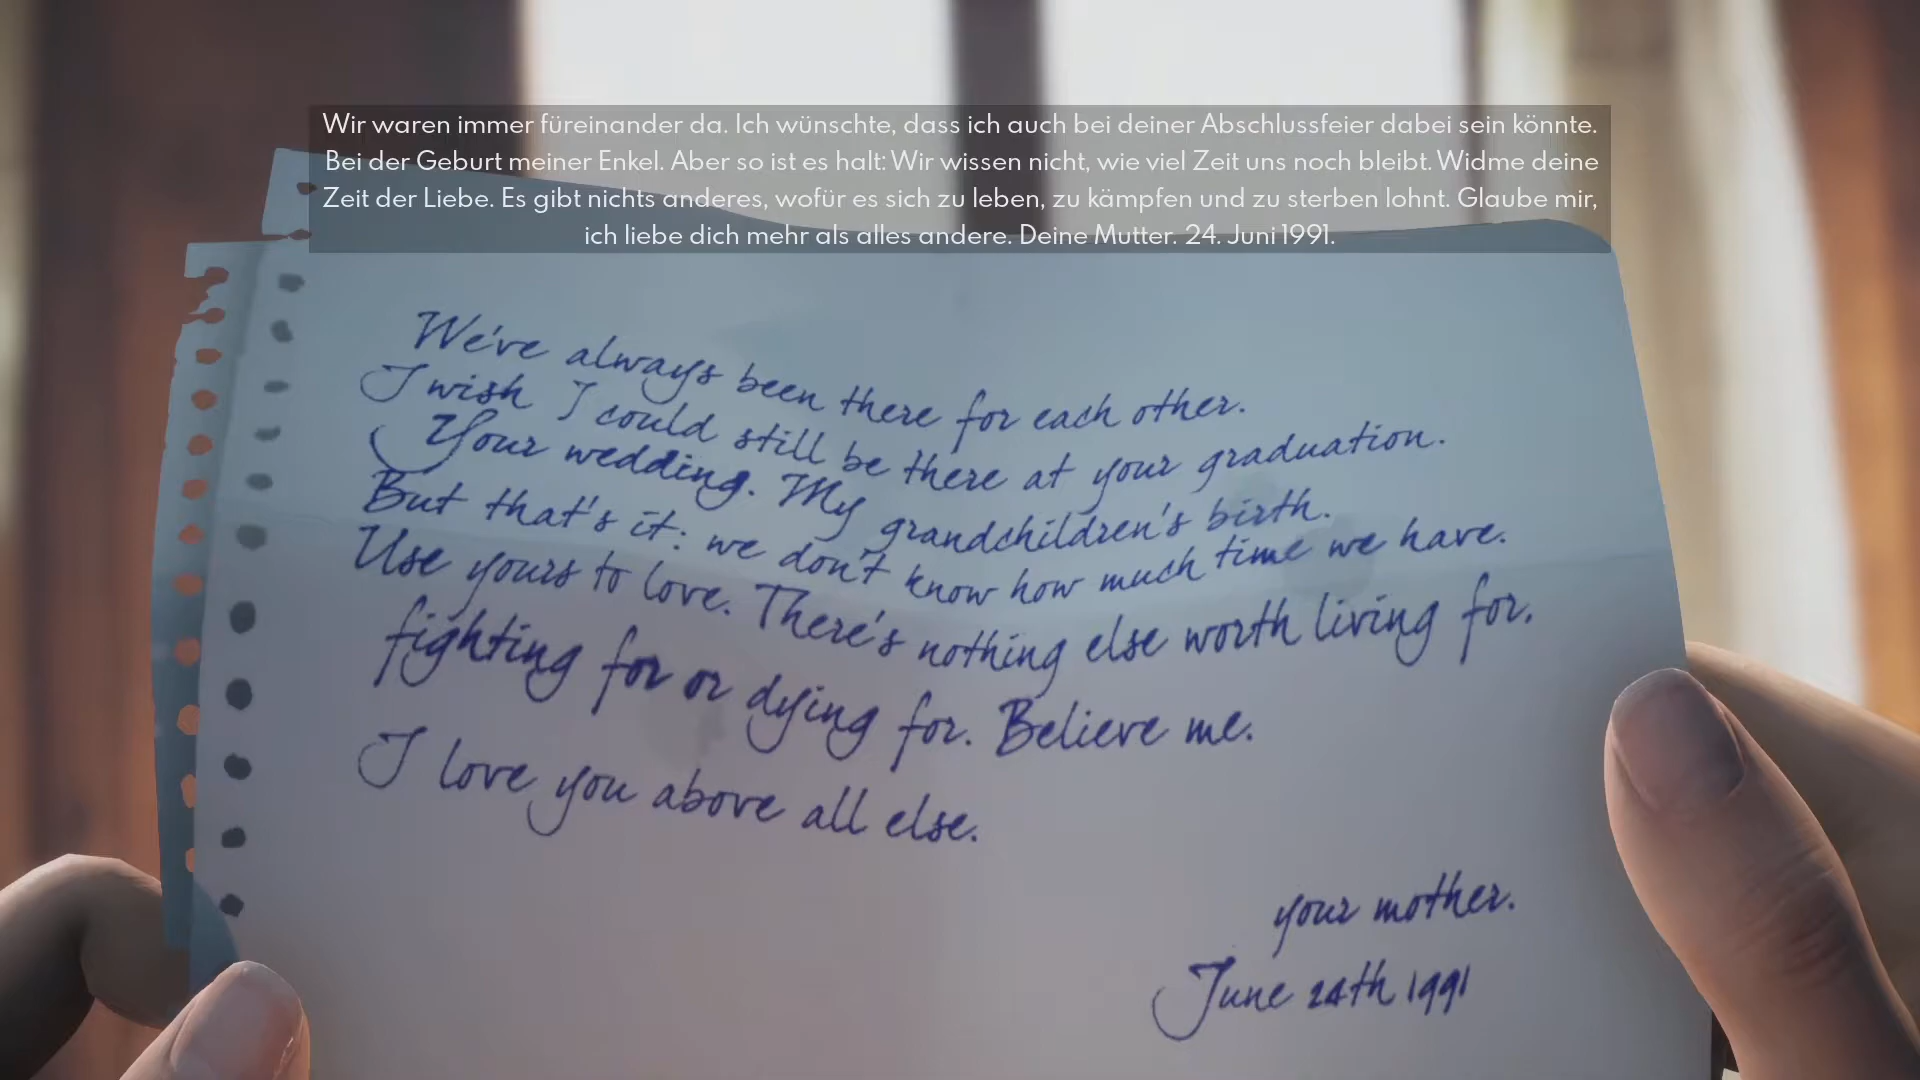 Wir waren immer füreinander da. Ich wünschte, dass ich auch bei deiner Abschlussfeier dabei sein könnte.
Bei der Geburt meiner Enkel. Aber so ist es halt: Wir wissen nicht, wie viel Zeit uns noch bleibt. Widme deine
Zeit der Liebe. Es gibt nichts anderes, wofür es sich zu leben, zu kämpfen und zu sterben lohnt. Glaube mir,
ich liebe dich mehr als alles andere. Deine Mutter. 24. Juni 1991.
We've always been there for each other.
I wish I could still be there at your graduation.
Your wedding. My grandchildren's birth.
But that's it: we don't know how much time we have.
Use yours to love. There's nothing else worth living for,
fighting for or dying for. Believe me.
I love you above all else.
your mother.
June 24th 1991